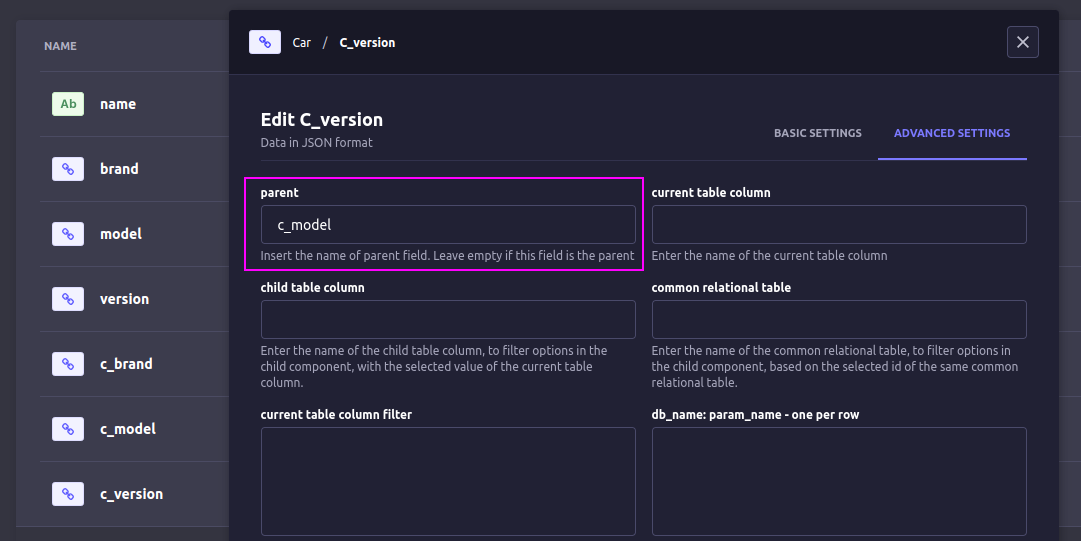 NAME
Ab name
brand
model
version
c_brand
c_model
c_version
Car / C_version
Edit C_version
Data in JSON format
BASIC SETTINGS
ADVANCED SETTINGS
parent
c_model
Insert the name of parent field. Leave empty if this field is the parent
current table column
Enter the name of the current table column
child table column
Enter the name of the child table column, to filter options in the
child component, with the selected value of the current table
column.
common relational table
Enter the name of the common relational table, to filter options in
the child component, based on the selected id of the same common
relational table.
current table column filter
db_name: param_name - one per row